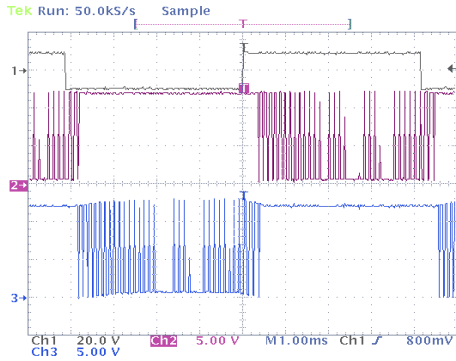 Tek Run: 50.0kS/s Sample
T
1
T
2
3
Ch1 20.0 V Ch2 5.00 V M1.00ms Ch1 800mV
Ch3 5.00 V